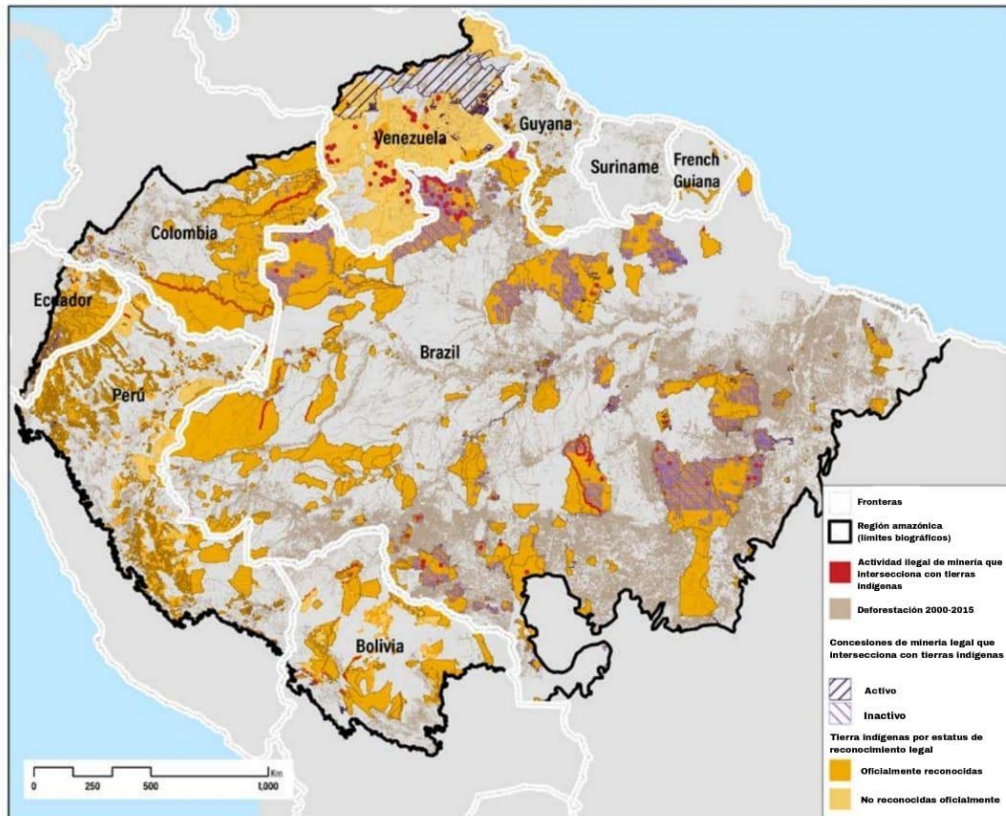 Venezuela
Guyana
Suriname
French
Guiana
Colombia
Ecuador
Perú
Brazil
Bolivia
Km
0 250 500 1,000
Fronteras
Región amazónica
(límites biográficos)
Actividad ilegal de minería que
intersecciona con tierras
indígenas
Deforestación 2000-2015
Concesiones de minería legal que
intersecciona con tierras indígenas
Activo
Inactivo
Tierra indígenas por estatus de
reconocimiento legal
Oficialmente reconocidas
No reconocidas oficialmente